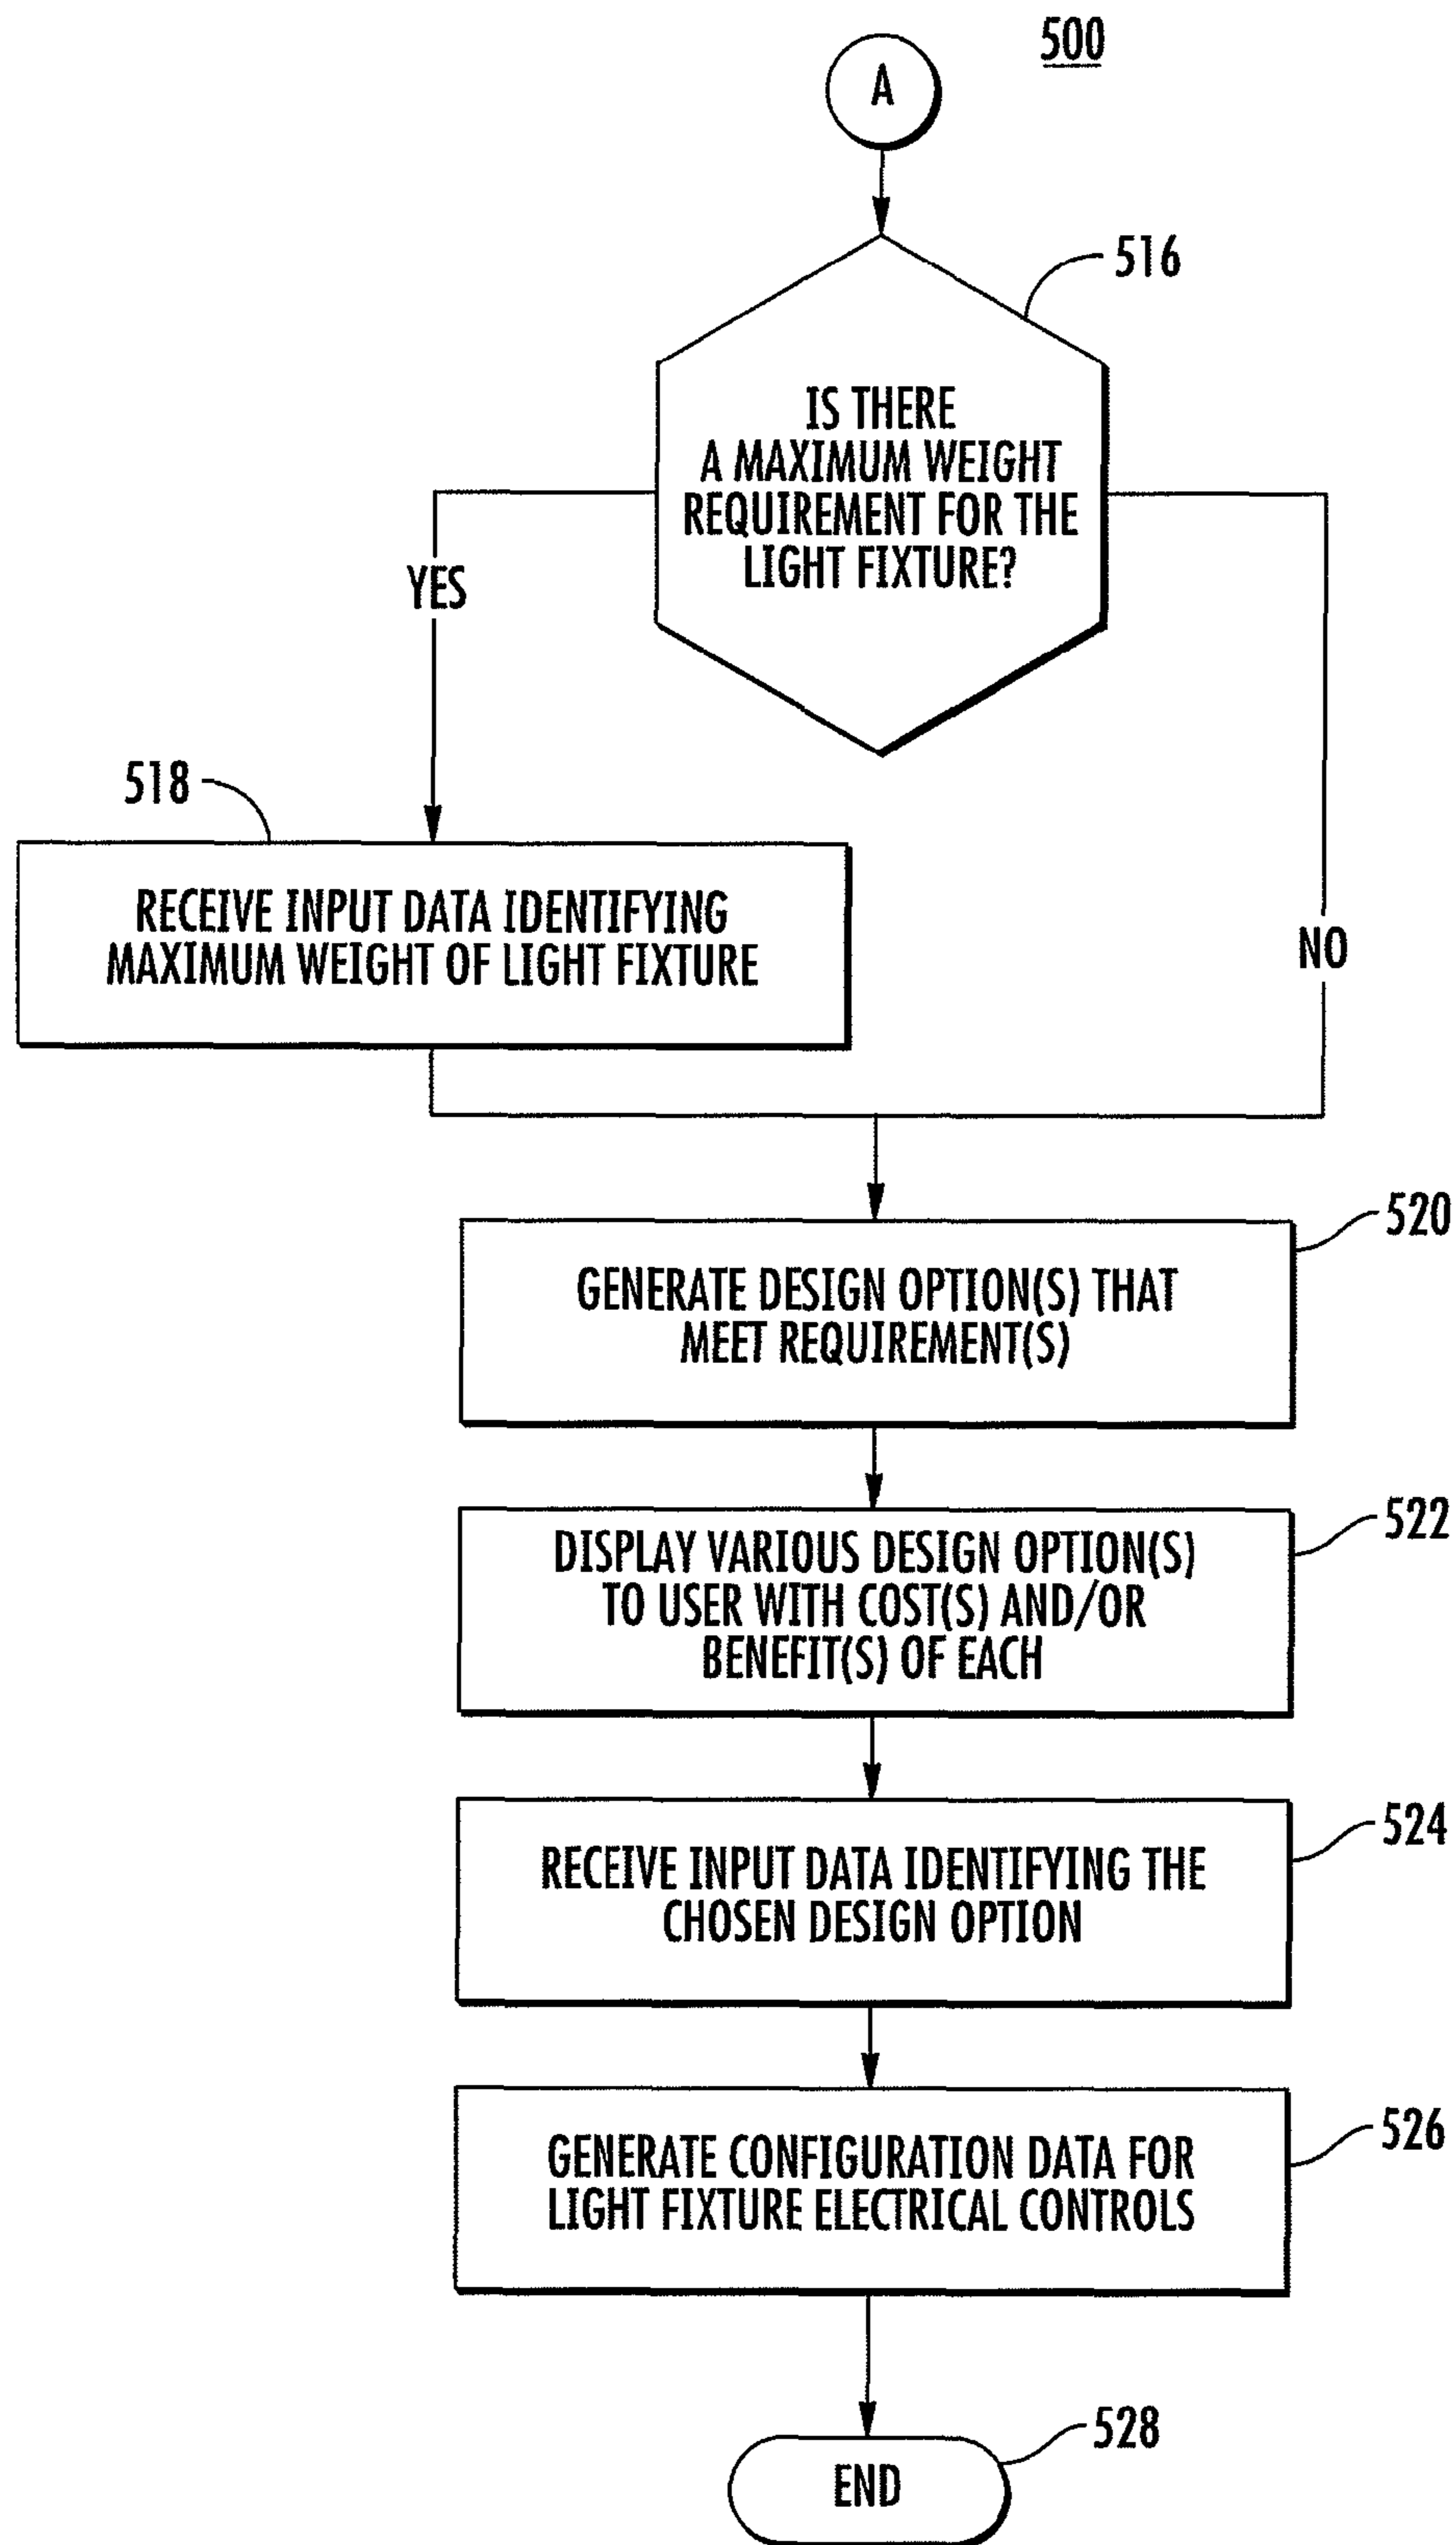 500
A
516
IS THERE
A MAXIMUM WEIGHT
REQUIREMENT FOR THE
LIGHT FIXTURE?
YES
518
RECEIVE INPUT DATA IDENTIFYING
MAXIMUM WEIGHT OF LIGHT FIXTURE
NO
520
GENERATE DESIGN OPTION(S) THAT
MEET REQUIREMENT(S)
522
DISPLAY VARIOUS DESIGN OPTION(S)
TO USER WITH COST(S) AND/OR
BENEFIT(S) OF EACH
524
RECEIVE INPUT DATA IDENTIFYING THE
CHOSEN DESIGN OPTION
526
GENERATE CONFIGURATION DATA FOR
LIGHT FIXTURE ELECTRICAL CONTROLS
528
END